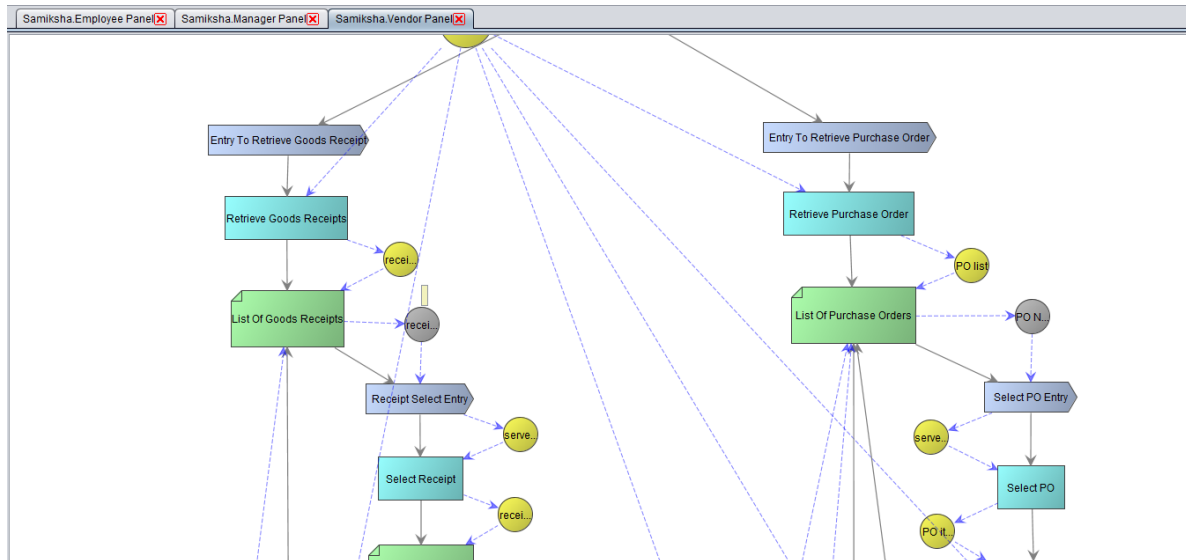 Samiksha.Employee Panel
Samiksha.Manager Panel
Samiksha.Vendor Panel
Entry To Retrieve Goods Receipt
Entry To Retrieve Purchase Order
Retrieve Goods Receipts
Retrieve Purchase Order
recei...
PO list
List Of Goods Receipts
recei...
List Of Purchase Orders
PO N...
Receipt Select Entry
Select PO Entry
serve...
serve...
Select Receipt
Select PO
recei...
PO it...